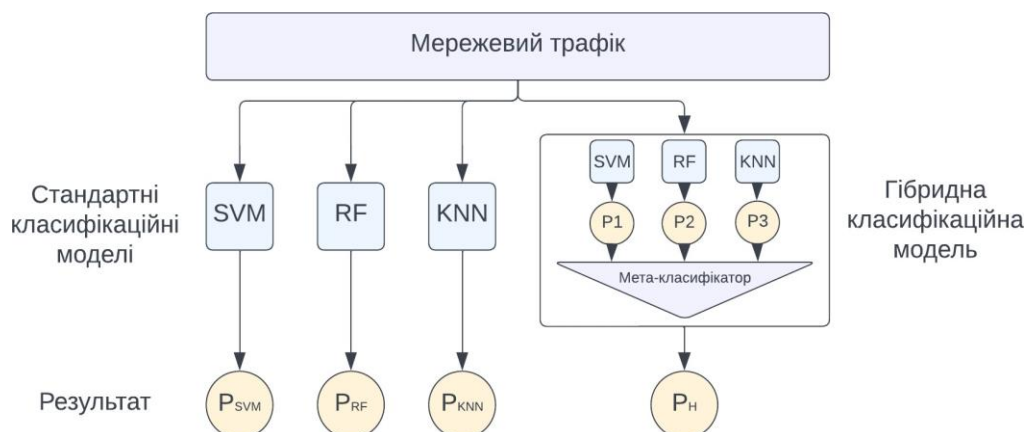 Мережевий трафік
SVM RF KNN
P1 P2 P3
Мета-класифікатор
Стандартні
класифікаційні
моделі
SVM RF KNN
Гібридна
класифікаційна
модель
Результат
PSVM PRF PKNN PH